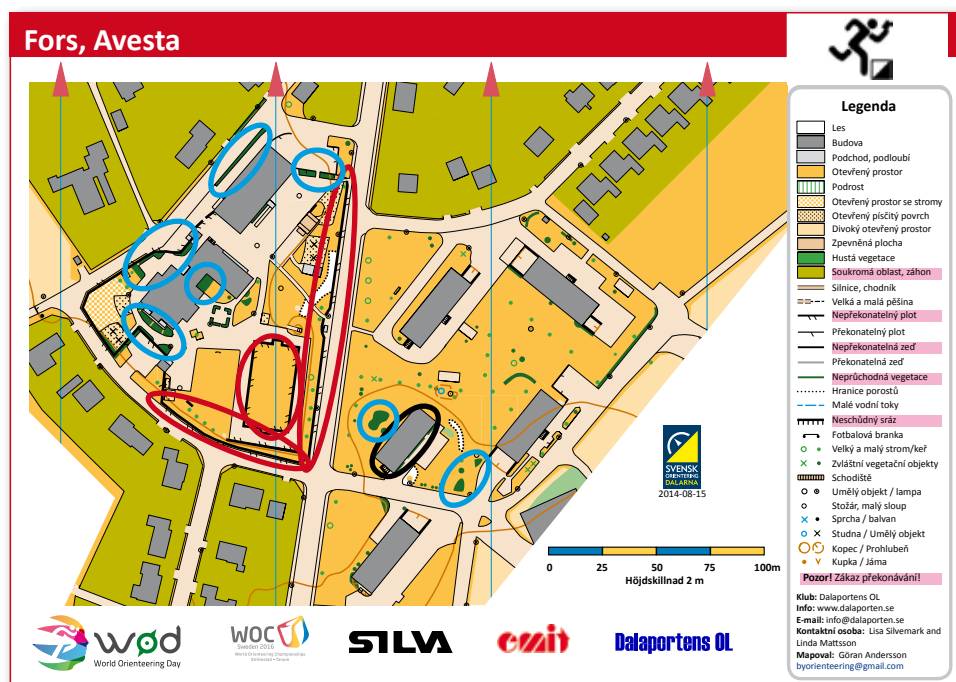 Fors, Avesta
Legenda
Les
Budova
Podchod, podloubí
Otevřený prostor
Podrost
Otevřený prostor se stromy
Otevřený písčitý povrch
Divoký otevřený prostor
Zpevněná plocha
Hustá vegetace
Soukromá oblast, záhon
Silnice, chodník
Velká a malá pěšina
Nepřekonatelný plot
Překonatelný plot
Nepřekonatelná zeď
Překonatelná zeď
Neprůchodná vegetace
Hranice porostů
Malé vodní toky
Neschůdný sráz
Fotbalová branka
Velký a malý strom/keř
Zvláštní vegetační objekty
Schodiště
Umělý objekt / lampa
Stožár, malý sloup
Sprcha / balvan
Studna / Umělý objekt
Kopec / Prohlubeň
Kupka / Jáma
Pozor! Zákaz překonávání!
Klub: Dalaportens OL
Info: www.dalaporten.se
E-mail: info@dalaporten.se
Kontaktní osoba: Lisa Silvemark and
Linda Mattsson
Mapoval: Göran Andersson
byorienteering@gmail.com
SVENSK
ORIENTERING
DALARNA
2014-08-15
0 25 50 75 100m
Höjdskillnad 2 m
wod
World Orienteering Day
WOC
Sweden 2016
World Orienteering Championships
Strömstad – Tanum
SILVA
emit
Dalaportens OL